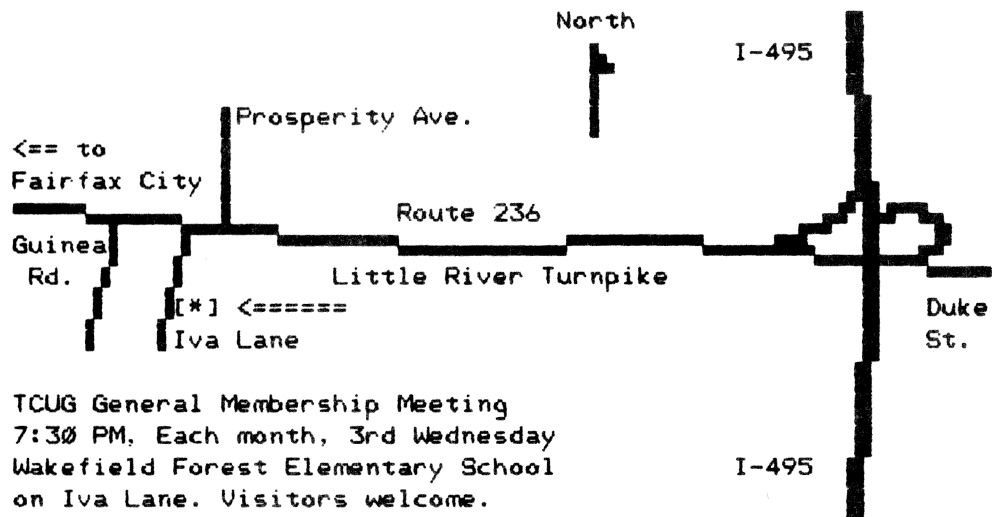 North
I-495
Prosperity Ave.
<== to
Fairfax City
Route 236
Guinea
Rd.
Little River Turnpike
[*] <======
Iva Lane
Duke
St.
TCUG General Membership Meeting
7:30 PM, Each month, 3rd Wednesday
Wakefield Forest Elementary School
on Iva Lane. Visitors welcome.
I-495